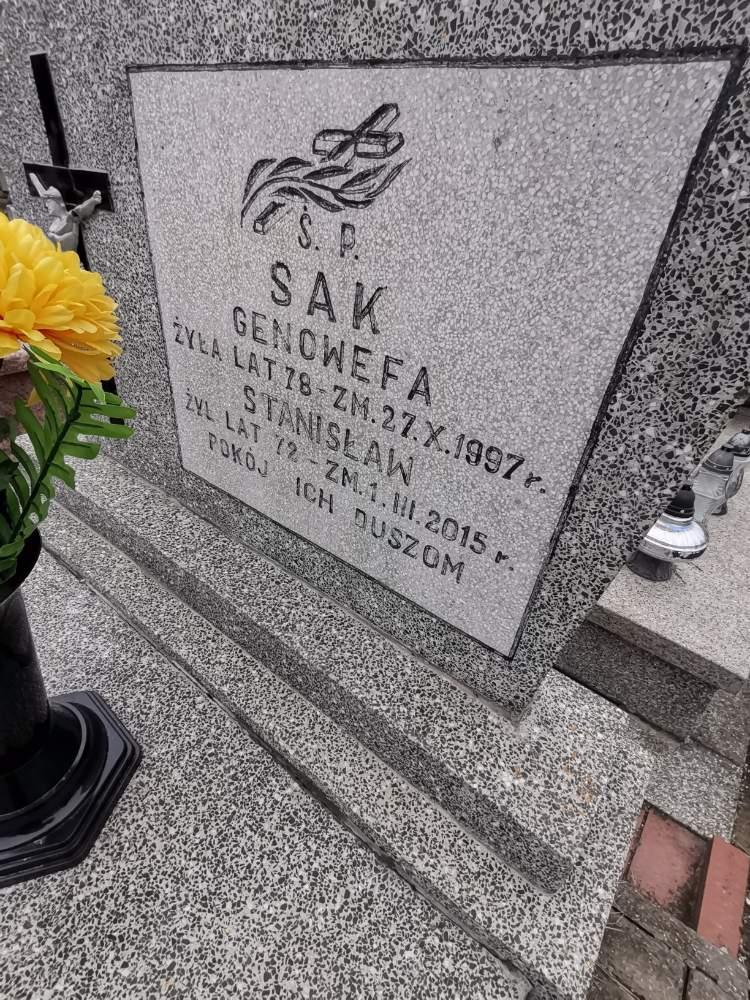 Ś. P.
SAK
GENOWEFA
ŻYŁA LAT 78 - ZM. 27.X.1997 r.
STANISŁAW
ŻYŁ LAT 72 - ZM. 1.III.2015 r.
POKÓJ ICH DUSZOM